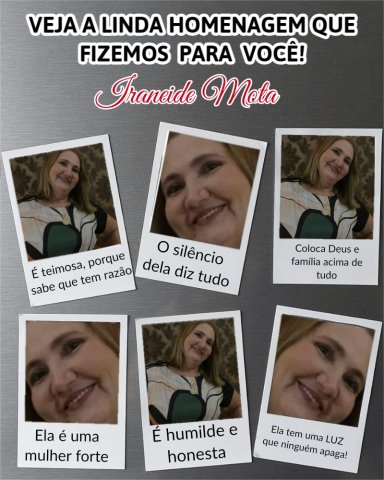 VEJA A LINDA HOMENAGEM QUE
FIZEMOS PARA VOCÊ!
Iraneide Mota
É teimosa, porque
sabe que tem razão
O silêncio
dela diz tudo
Coloca Deus e
família acima de
tudo
Ela é uma
mulher forte
É humilde e
honesta
Ela tem uma LUZ
que ninguém apaga!